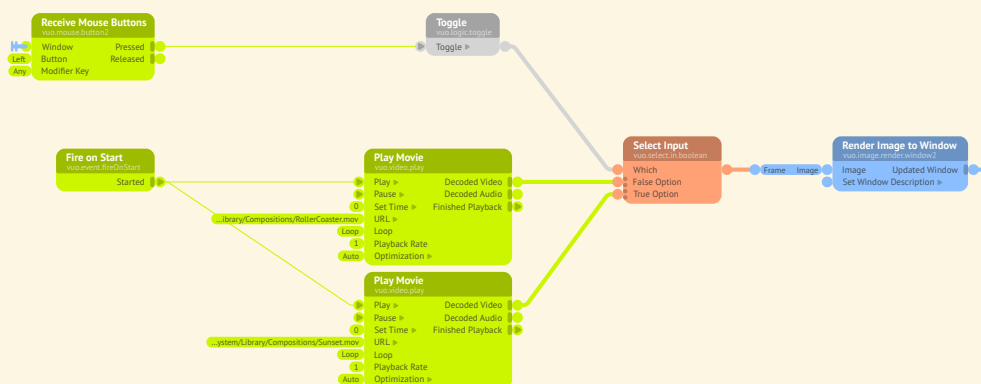 Receive Mouse Buttons
vuo.mouse.button2
Window Pressed
Left Button Released
Any Modifier Key
Toggle
vuo.logic.toggle
Toggle
Fire on Start
vuo.event.fireOnStart
Started
Play Movie
vuo.video.play
Play Decoded Video
Pause Decoded Audio
0 Set Time Finished Playback
...ibrary/Compositions/RollerCoaster.mov URL
Loop Loop
1 Playback Rate
Auto Optimization
Play Movie
vuo.video.play
Play Decoded Video
Pause Decoded Audio
0 Set Time Finished Playback
...ystem/Library/Compositions/Sunset.mov URL
Loop Loop
1 Playback Rate
Auto Optimization
Select Input
vuo.select.in.boolean
Which
False Option
True Option
Frame Image
Render Image to Window
vuo.image.render.window2
Image Updated Window
Set Window Description